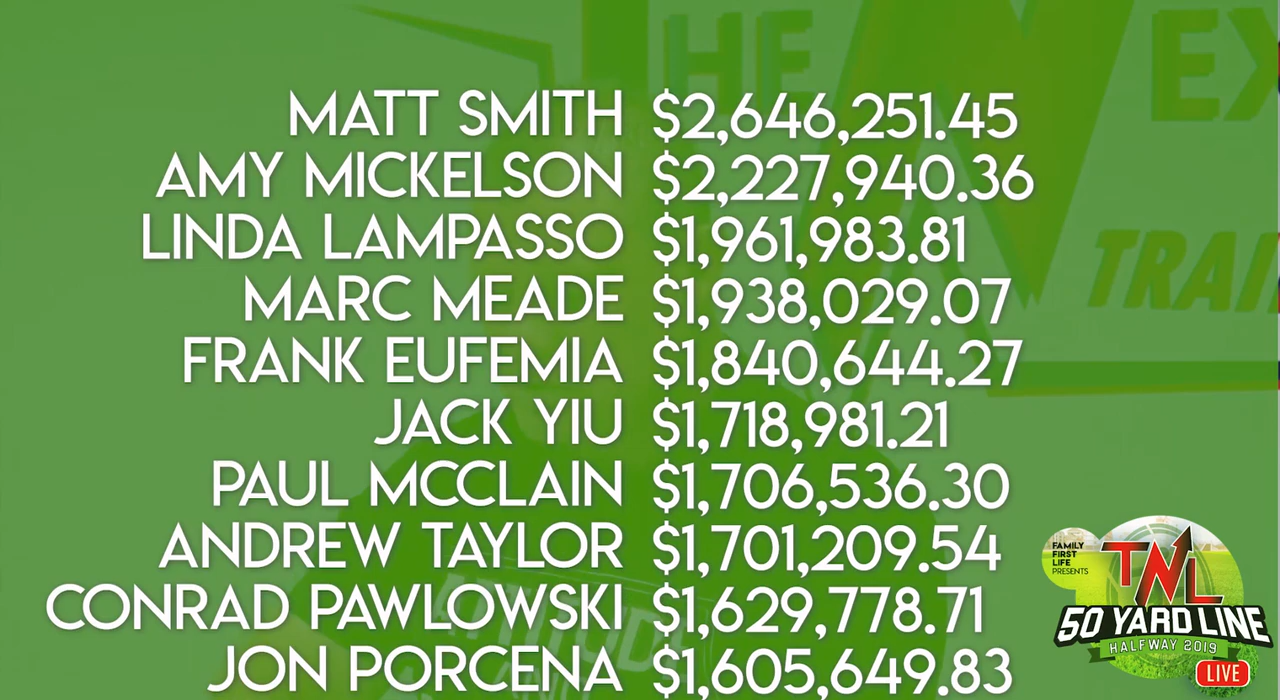 HE
EX
TRAI
MATT SMITH $2,646,251.45
AMY MICKELSON $2,227,940.36
LINDA LAMPASSO $1,961,983.81
MARC MEADE $1,938,029.07
FRANK EUFEMIA $1,840,644.27
JACK YIU $1,718,981.21
PAUL MCCLAIN $1,706,536.30
ANDREW TAYLOR $1,701,209.54
CONRAD PAWLOWSKI $1,629,778.71
JON PORCENA $1,605,649.83
FAMILY
FIRST
LIFE
PRESENTS
TNL
50 YARD LINE
HALFWAY 2019
LIVE